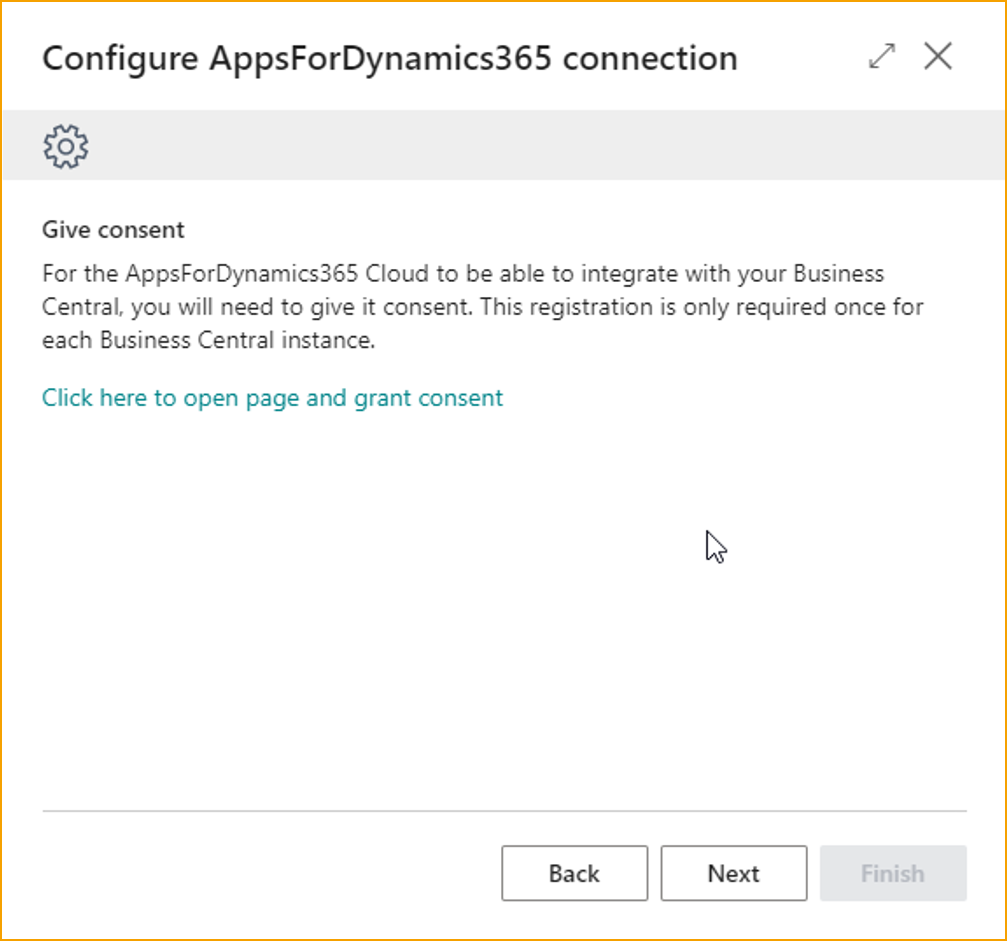 Configure AppsForDynamics365 connection
Give consent
For the AppsForDynamics365 Cloud to be able to integrate with your Business
Central, you will need to give it consent. This registration is only required once for
each Business Central instance.
Click here to open page and grant consent
Back
Next
Finish